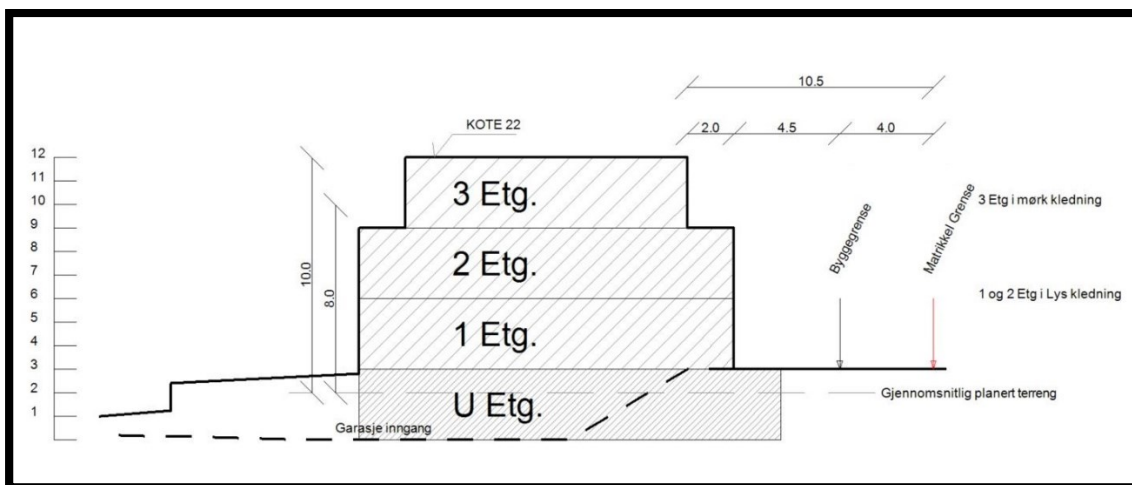 10.5
2.0
4.5
4.0
KOTE 22
12
11
10
9
8
7
6
5
4
3
2
1
10.0
8.0
3 Etg.
2 Etg.
1 Etg.
U Etg.
Garasje inngang
Byggegrense
Matrikkel Grense
3 Etg i mørk kledning
1 og 2 Etg i Lys kledning
Gjennomsnitlig planert terreng